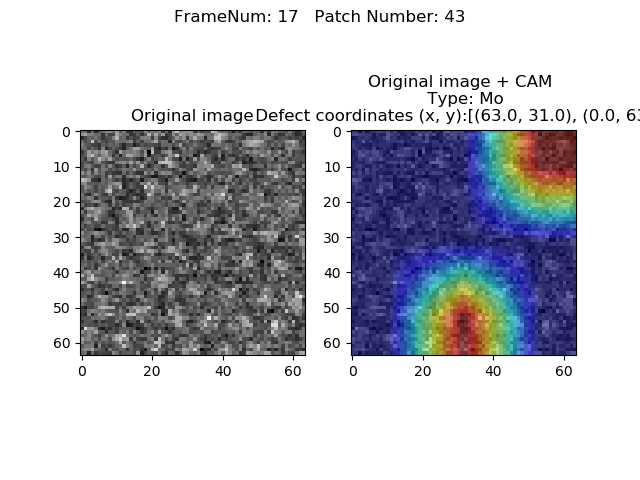 FrameNum: 17   Patch Number: 43
Original image + CAM
Type: Mo
Original image
Defect coordinates (x, y):[(63.0, 31.0), (0.0, 63
0
10
20
30
40
50
60
0 20 40 60
0
10
20
30
40
50
60
0 20 40 60